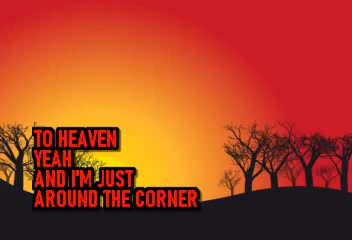 TO HEAVEN
YEAH
AND I'M JUST
AROUND THE CORNER